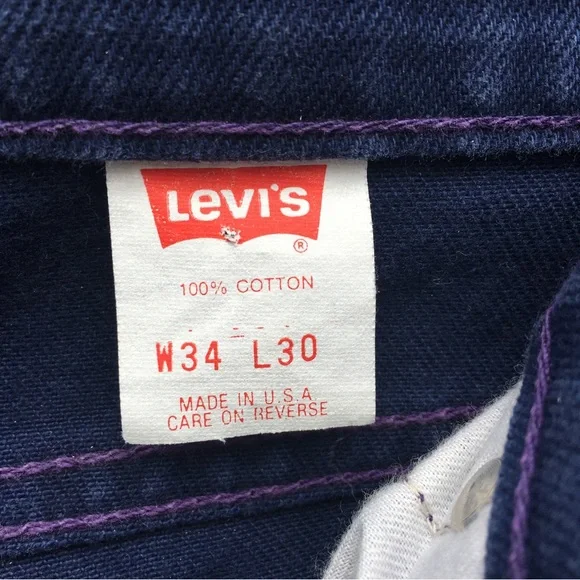 Levi's
®
100% COTTON
W34 L30
MADE IN U.S.A
CARE ON REVERSE